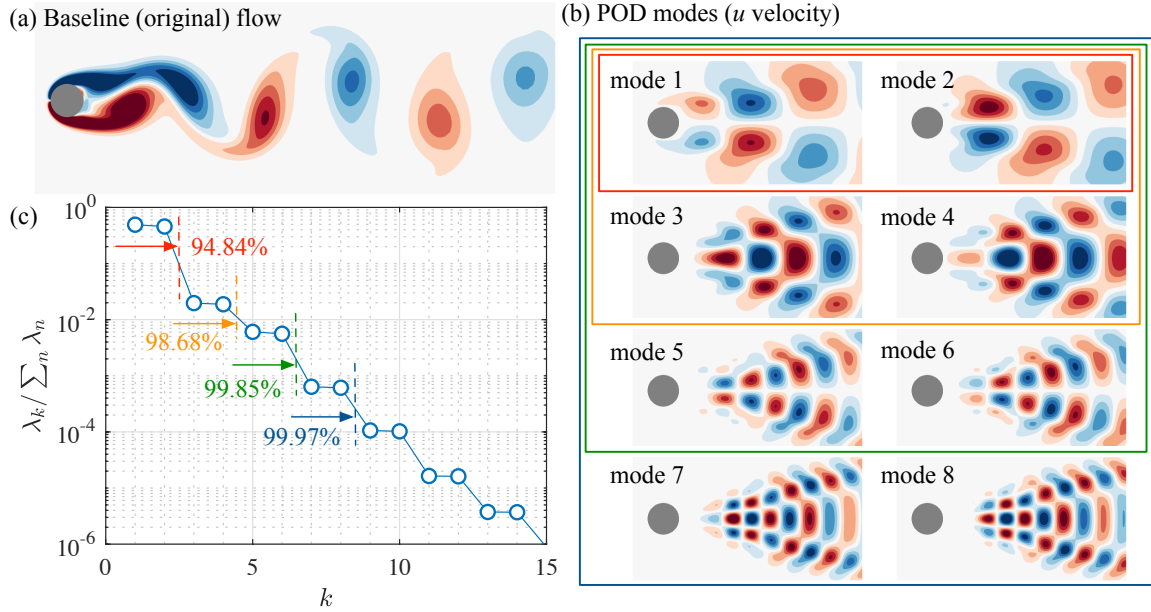 (a) Baseline (original) flow
(b) POD modes (u velocity)
mode 1
mode 2
mode 3
mode 4
mode 5
mode 6
mode 7
mode 8
(c)
10^0
10^-2
10^-4
10^-6
λ_k/∑_n λ_n
94.84%
98.68%
99.85%
99.97%
0
5
10
15
k